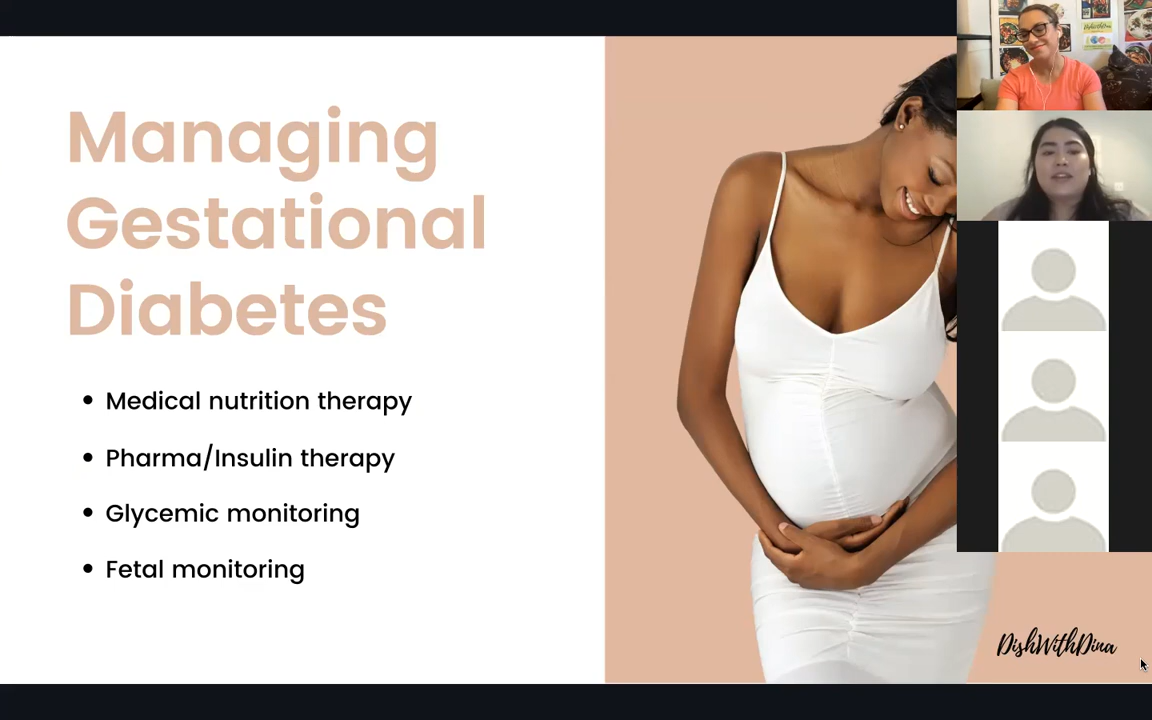 Managing
Gestational
Diabetes
Medical nutrition therapy
Pharma/Insulin therapy
Glycemic monitoring
Fetal monitoring
DishWithDina